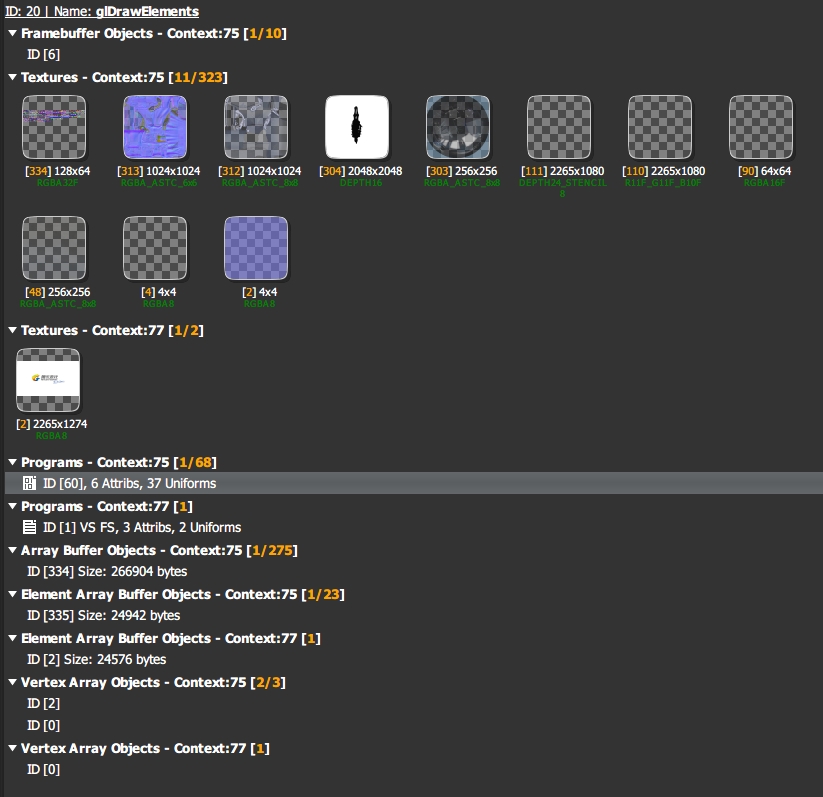 ID: 20 | Name: glDrawElements
Framebuffer Objects - Context:75 [1/10]
ID [6]
Textures - Context:75 [11/323]
[334] 128x64 [313] 1024x1024 [312] 1024x1024 [304] 2048x2048 [303] 256x256 [111] 2265x1080 [110] 2265x1080 [90] 64x64
RGBA32F RGBA_ASTC_6x6 RGBA_ASTC_8x8 DEPTH16 RGBA_ASTC_8x8 DEPTH24_STENCIL R11F_G11F_B10F RGBA16F
8
[48] 256x256 [4] 4x4 [2] 4x4
RGBA_ASTC_8x8 RGBA8 RGBA8
Textures - Context:77 [1/2]
[2] 2265x1274
RGBA8
Programs - Context:75 [1/68]
ID [60], 6 Attribs, 37 Uniforms
Programs - Context:77 [1]
ID [1] VS FS, 3 Attribs, 2 Uniforms
Array Buffer Objects - Context:75 [1/275]
ID [334] Size: 266904 bytes
Element Array Buffer Objects - Context:75 [1/23]
ID [335] Size: 24942 bytes
Element Array Buffer Objects - Context:77 [1]
ID [2] Size: 24576 bytes
Vertex Array Objects - Context:75 [2/3]
ID [2]
ID [0]
Vertex Array Objects - Context:77 [1]
ID [0]